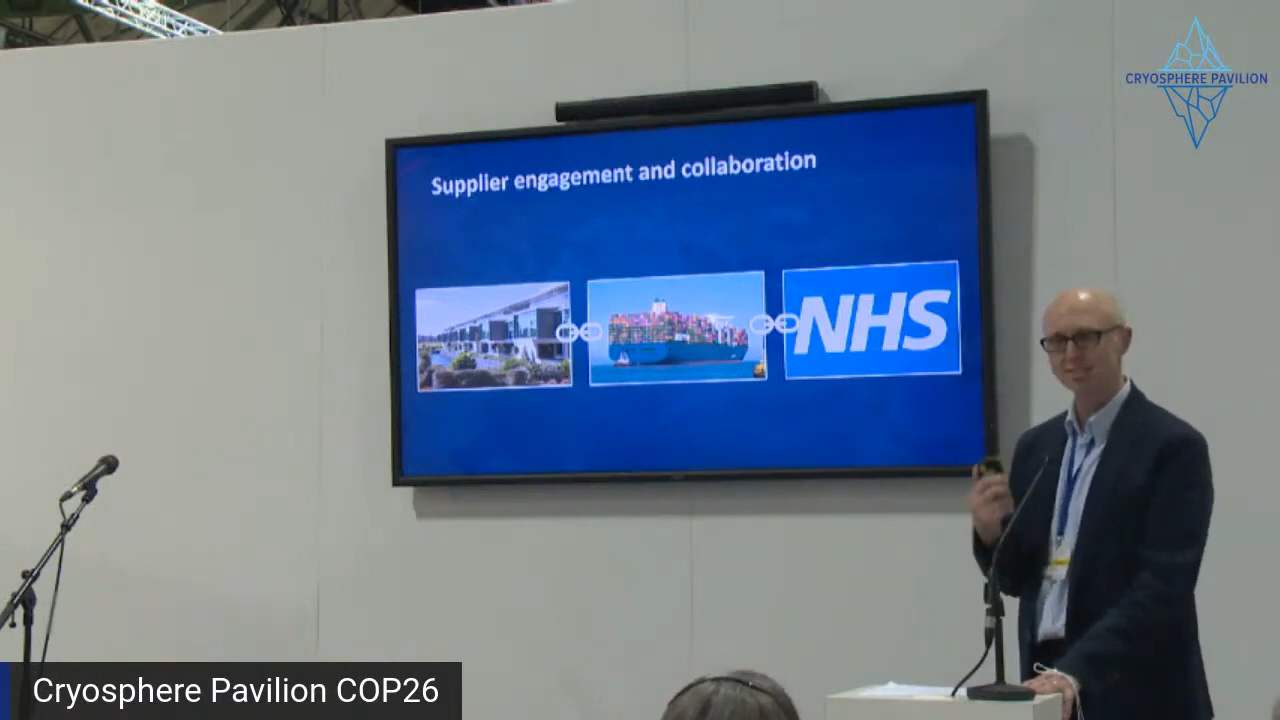 CRYOSPHERE PAVILION
Supplier engagement and collaboration
NHS
Cryosphere Pavilion COP26